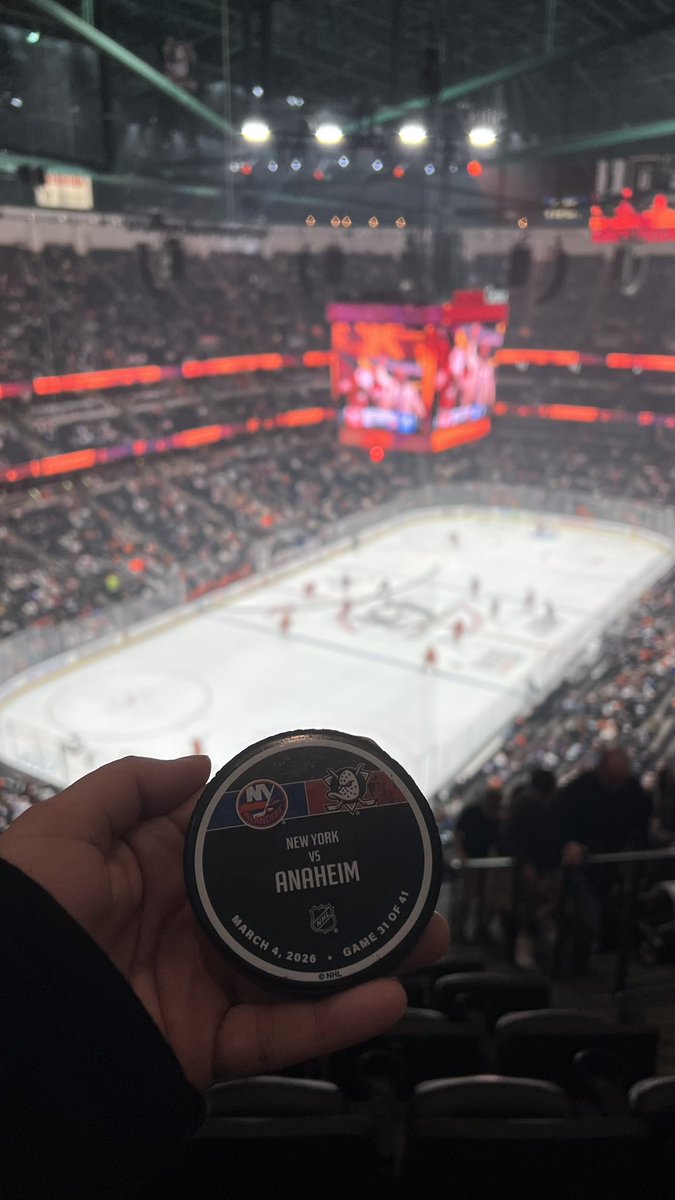 NY
NEW YORK
VS
ANAHEIM
NHL
MARCH 4, 2026 • GAME 31 OF 41
© NHL